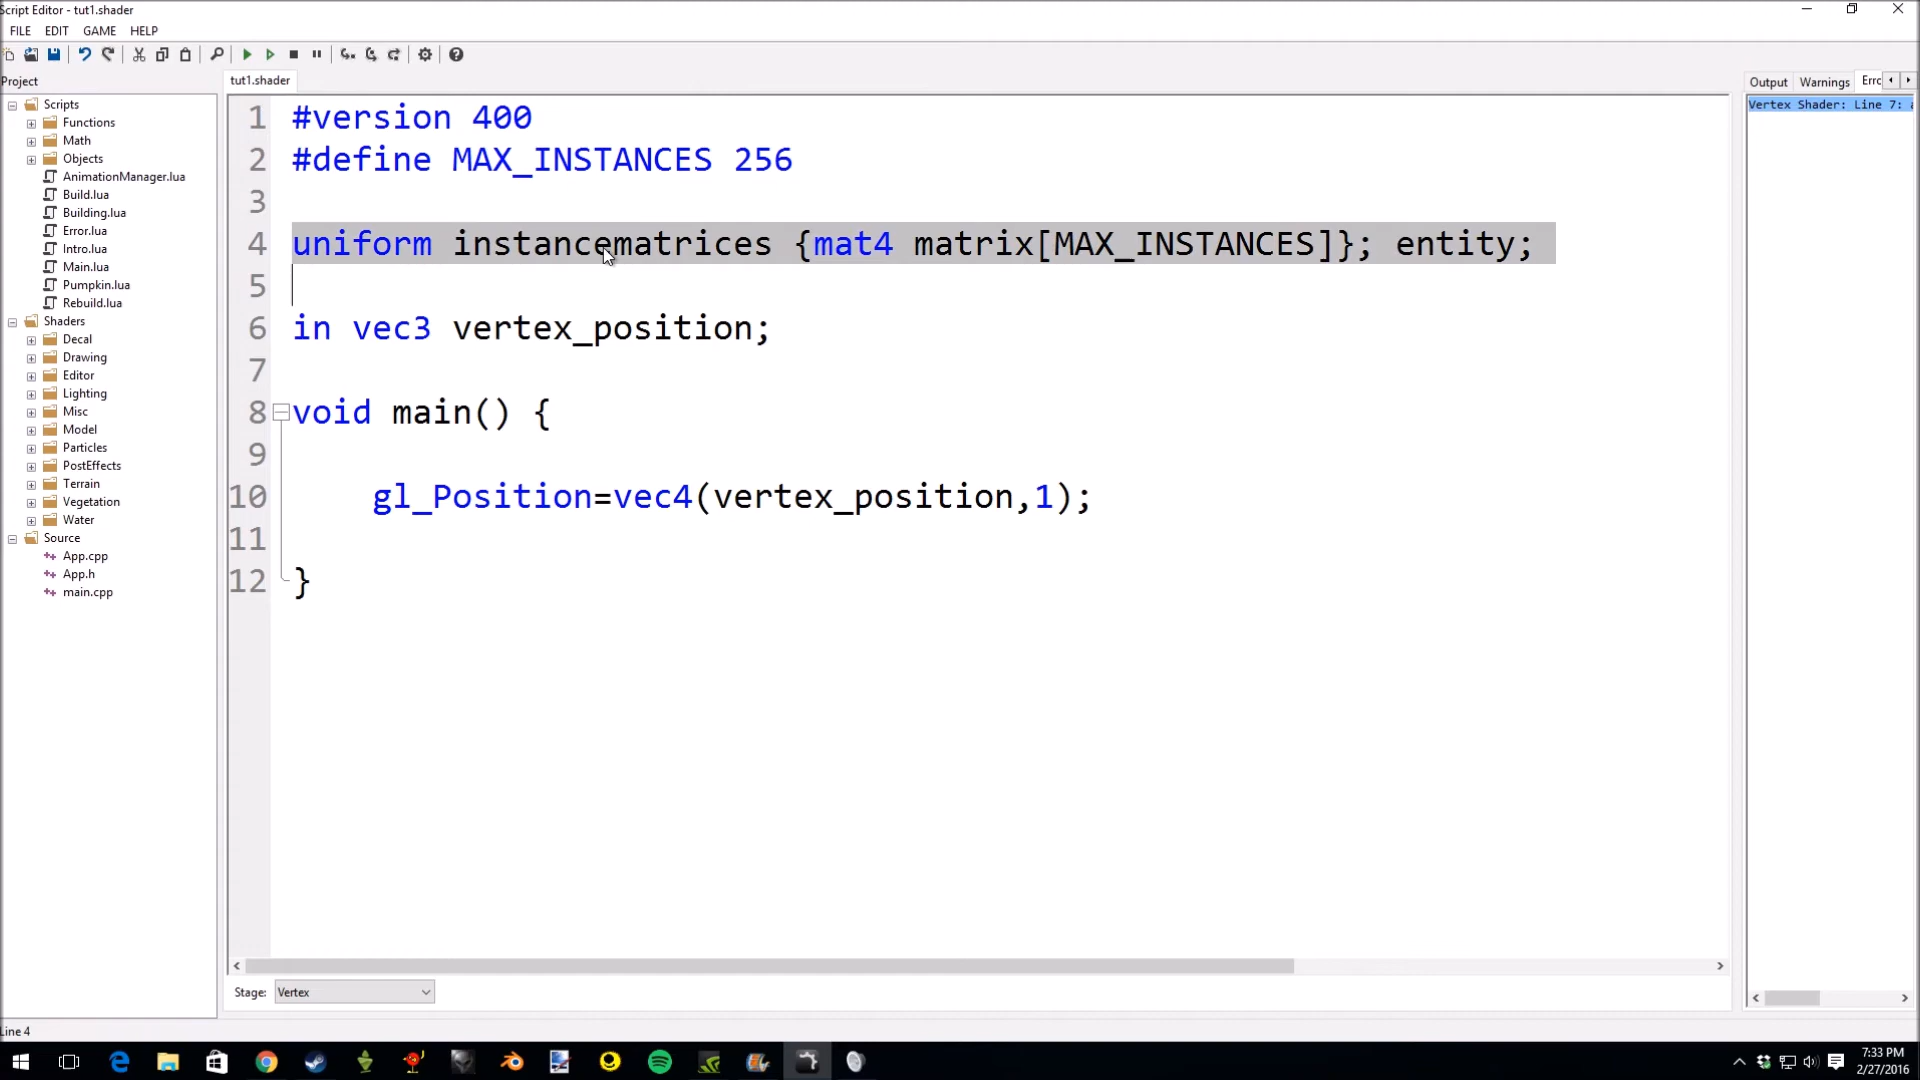 Script Editor - tut1.shader
FILE EDIT GAME HELP
Project
Scripts
Functions
Math
Objects
AnimationManager.lua
Build.lua
Building.lua
Error.lua
Intro.lua
Main.lua
Pumpkin.lua
Rebuild.lua
Shaders
Decal
Drawing
Editor
Lighting
Misc
Model
Particles
PostEffects
Terrain
Vegetation
Water
Source
App.cpp
App.h
main.cpp
tut1.shader
1 #version 400
2 #define MAX_INSTANCES 256
3
4 uniform instancematrices {mat4 matrix[MAX_INSTANCES]}; entity;
5
6 in vec3 vertex_position;
7
8 void main() {
9
10 gl_Position=vec4(vertex_position,1);
11
12 }
Stage: Vertex
Output Warnings Errc
Vertex Shader: Line 7:
Line 4
7:33 PM
2/27/2016